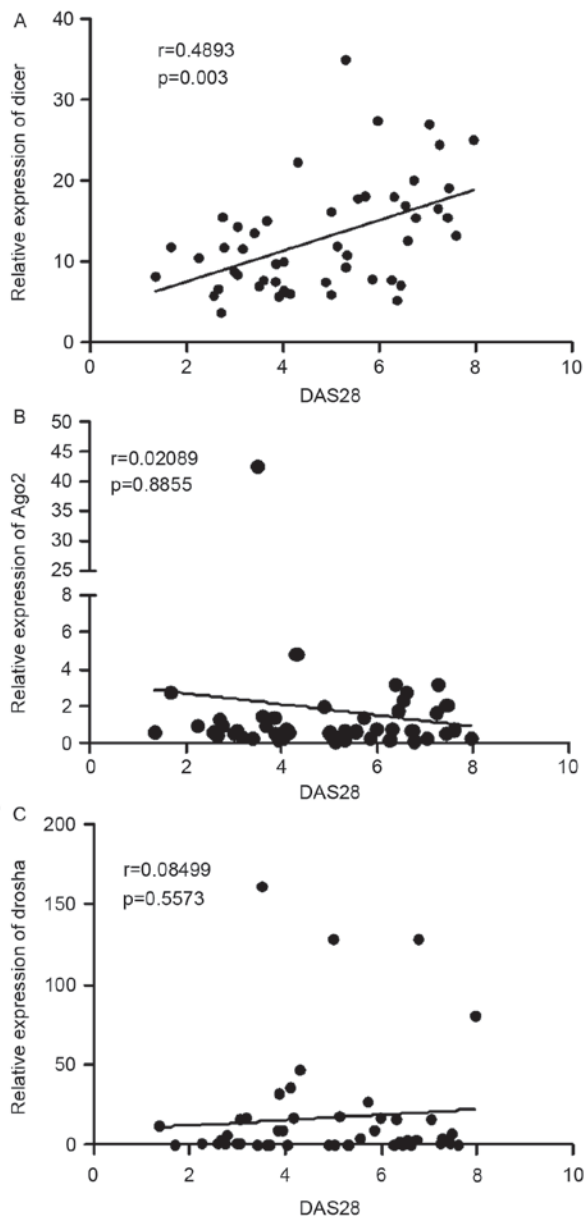 A
40
r=0.4893
p=0.003
30
20
10
0
Relative expression of dicer
0 2 4 6 8 10
DAS28
B
50
45
r=0.02089
40
p=0.8855
35
30
25
8
6
4
2
0
Relative expression of Ago2
0 2 4 6 8 10
DAS28
C
200
r=0.08499
p=0.5573
150
100
50
0
Relative expression of drosha
0 2 4 6 8 10
DAS28